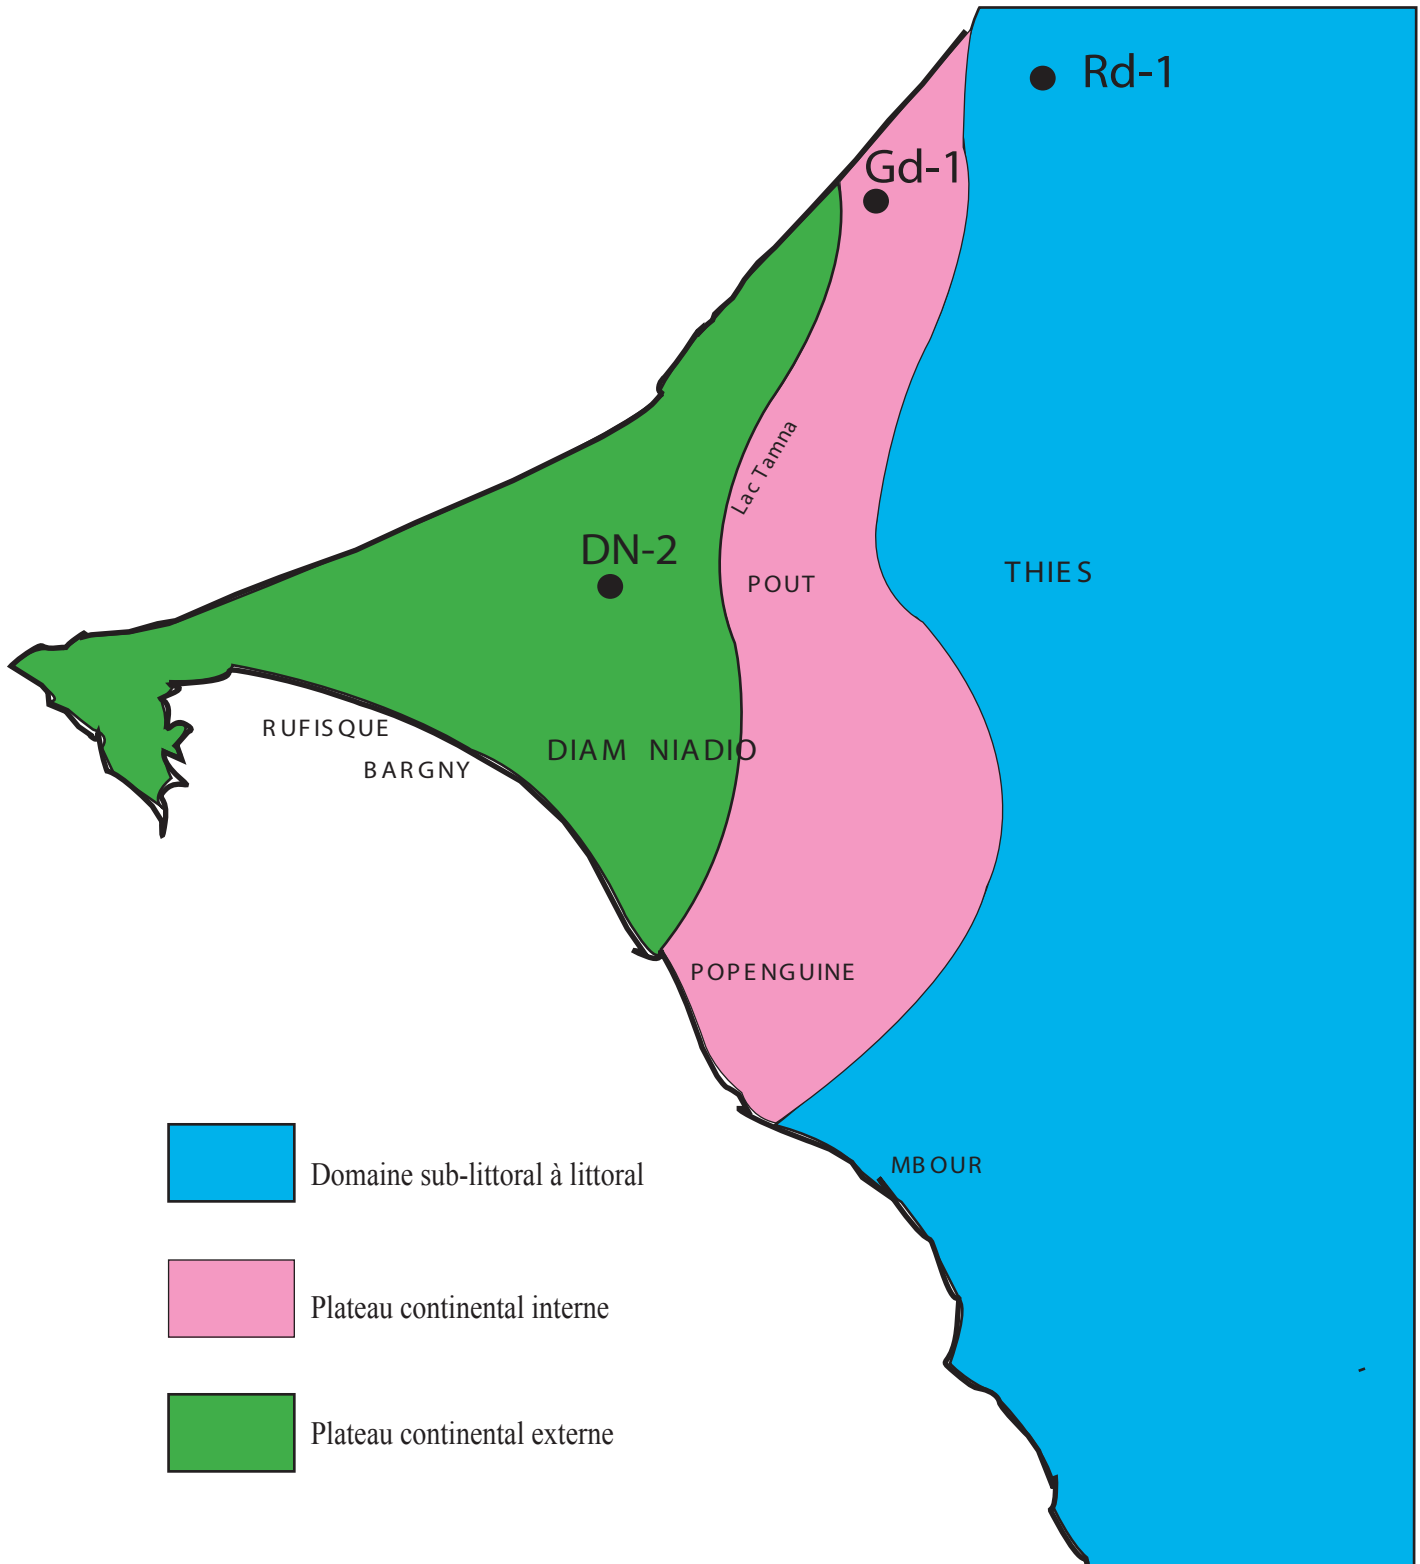 Rd-1
Gd-1
Lac Tamna
DN-2
POUT
THIES
RUFISQUE
DIAM NIADIO
BARGNY
POPENGUINE
MBOUR
Domaine sub-littoral à littoral
Plateau continental interne
Plateau continental externe